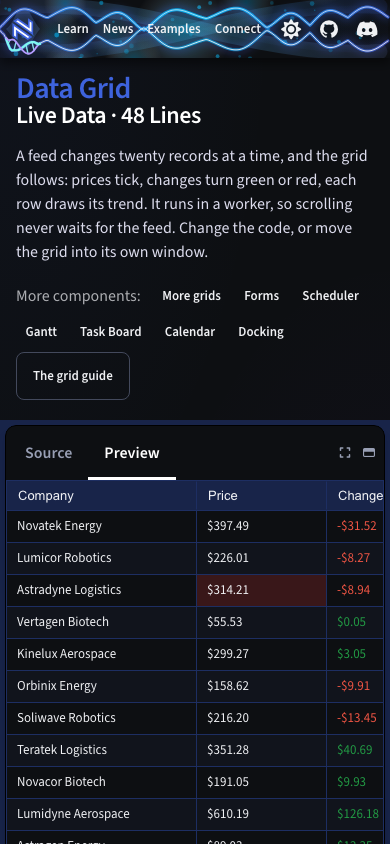 Learn News Examples Connect
Data Grid
Live Data · 48 Lines
A feed changes twenty records at a time, and the grid
follows: prices tick, changes turn green or red, each
row draws its trend. It runs in a worker, so scrolling
never waits for the feed. Change the code, or move
the grid into its own window.
More components: More grids Forms Scheduler
Gantt Task Board Calendar Docking
The grid guide
Source Preview
Company Price Change
Novatek Energy $397.49 -$31.52
Lumicor Robotics $226.01 -$8.27
Astradyne Logistics $314.21 -$8.94
Vertagen Biotech $55.53 $0.05
Kinelux Aerospace $299.27 $3.05
Orbinix Energy $158.62 -$9.91
Soliwave Robotics $216.20 -$13.45
Teratek Logistics $351.28 $40.69
Novacor Biotech $191.05 $9.93
Lumidyne Aerospace $610.19 $126.18